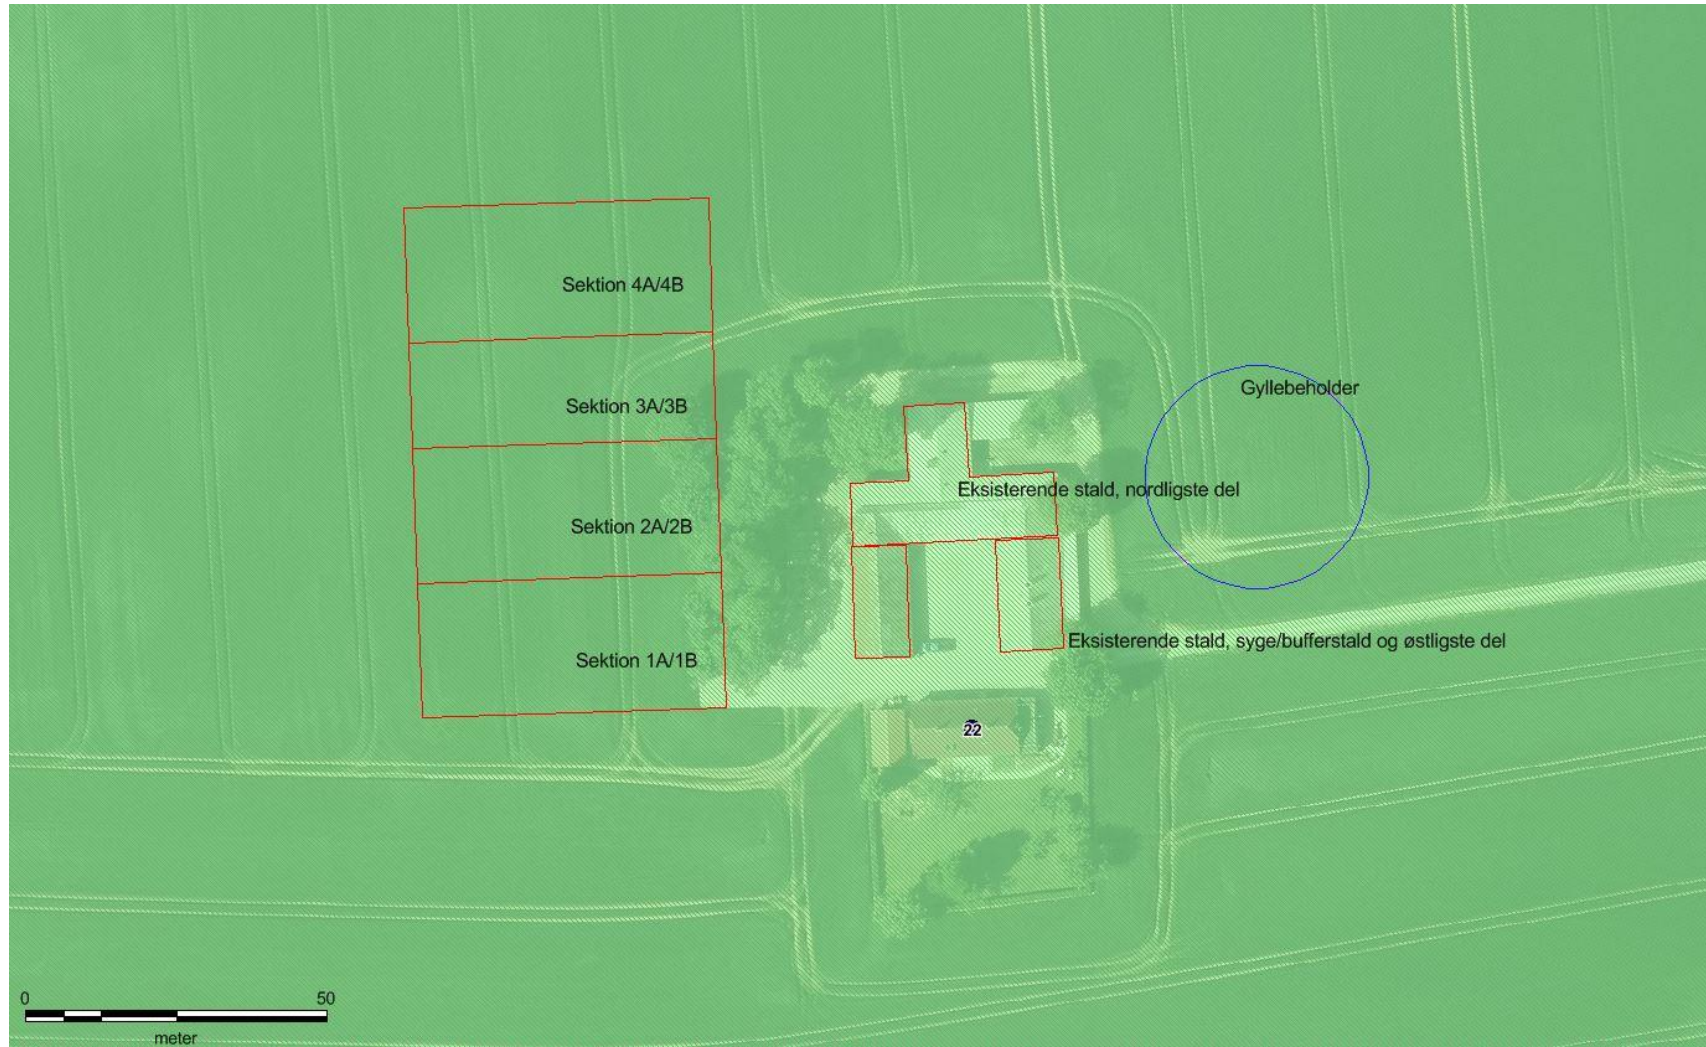 Sektion 4A/4B
Gyllebeholder
Sektion 3A/3B
Eksisterende stald, nordligste del
Sektion 2A/2B
Eksisterende stald, syge/bufferstald og østligste del
Sektion 1A/1B
22
0 50
meter